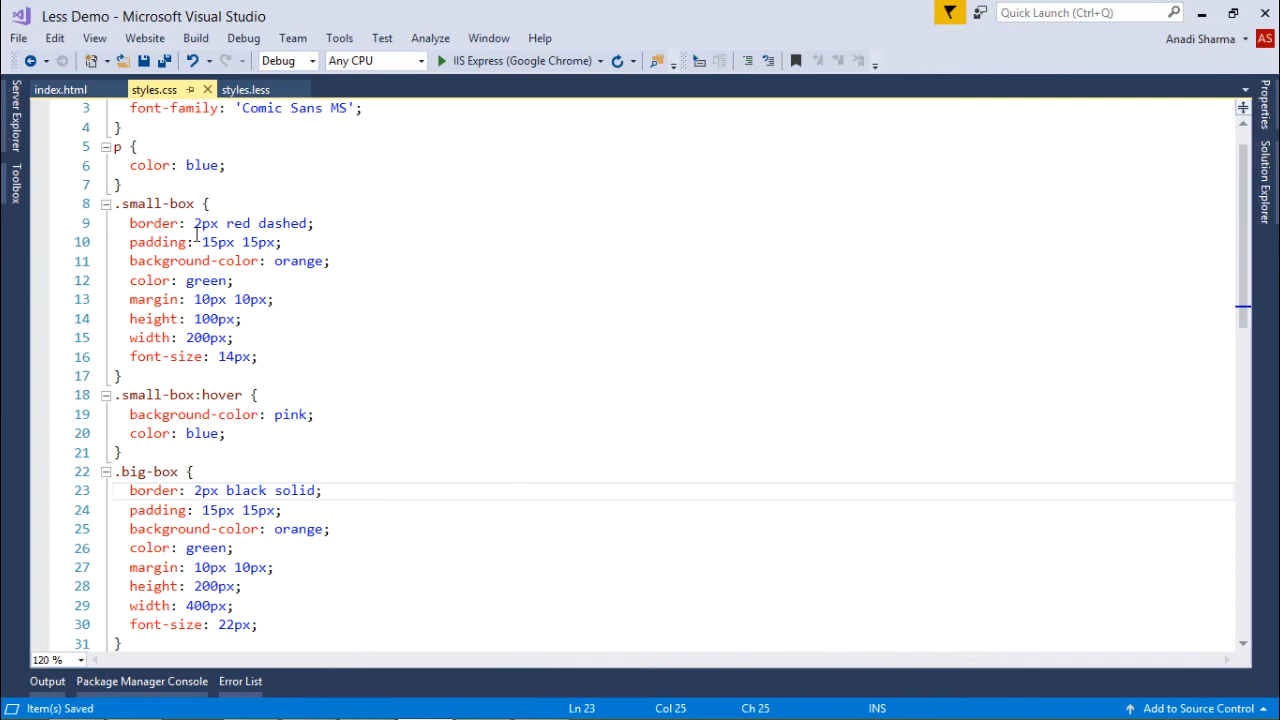 Less Demo - Microsoft Visual Studio
Quick Launch (Ctrl+Q)
File Edit View Website Build Debug Team Tools Test Analyze Window Help
Anadi Sharma AS
Debug Any CPU IIS Express (Google Chrome)
index.html styles.css styles.less
Server Explorer
Toolbox
Properties
Solution Explorer
3 font-family: 'Comic Sans MS';
4 }
5 p {
6 color: blue;
7 }
8 .small-box {
9 border: 2px red dashed;
10 padding: 15px 15px;
11 background-color: orange;
12 color: green;
13 margin: 10px 10px;
14 height: 100px;
15 width: 200px;
16 font-size: 14px;
17 }
18 .small-box:hover {
19 background-color: pink;
20 color: blue;
21 }
22 .big-box {
23 border: 2px black solid;
24 padding: 15px 15px;
25 background-color: orange;
26 color: green;
27 margin: 10px 10px;
28 height: 200px;
29 width: 400px;
30 font-size: 22px;
31 }
120 %
Output Package Manager Console Error List
Item(s) Saved Ln 23 Col 25 Ch 25 INS Add to Source Control